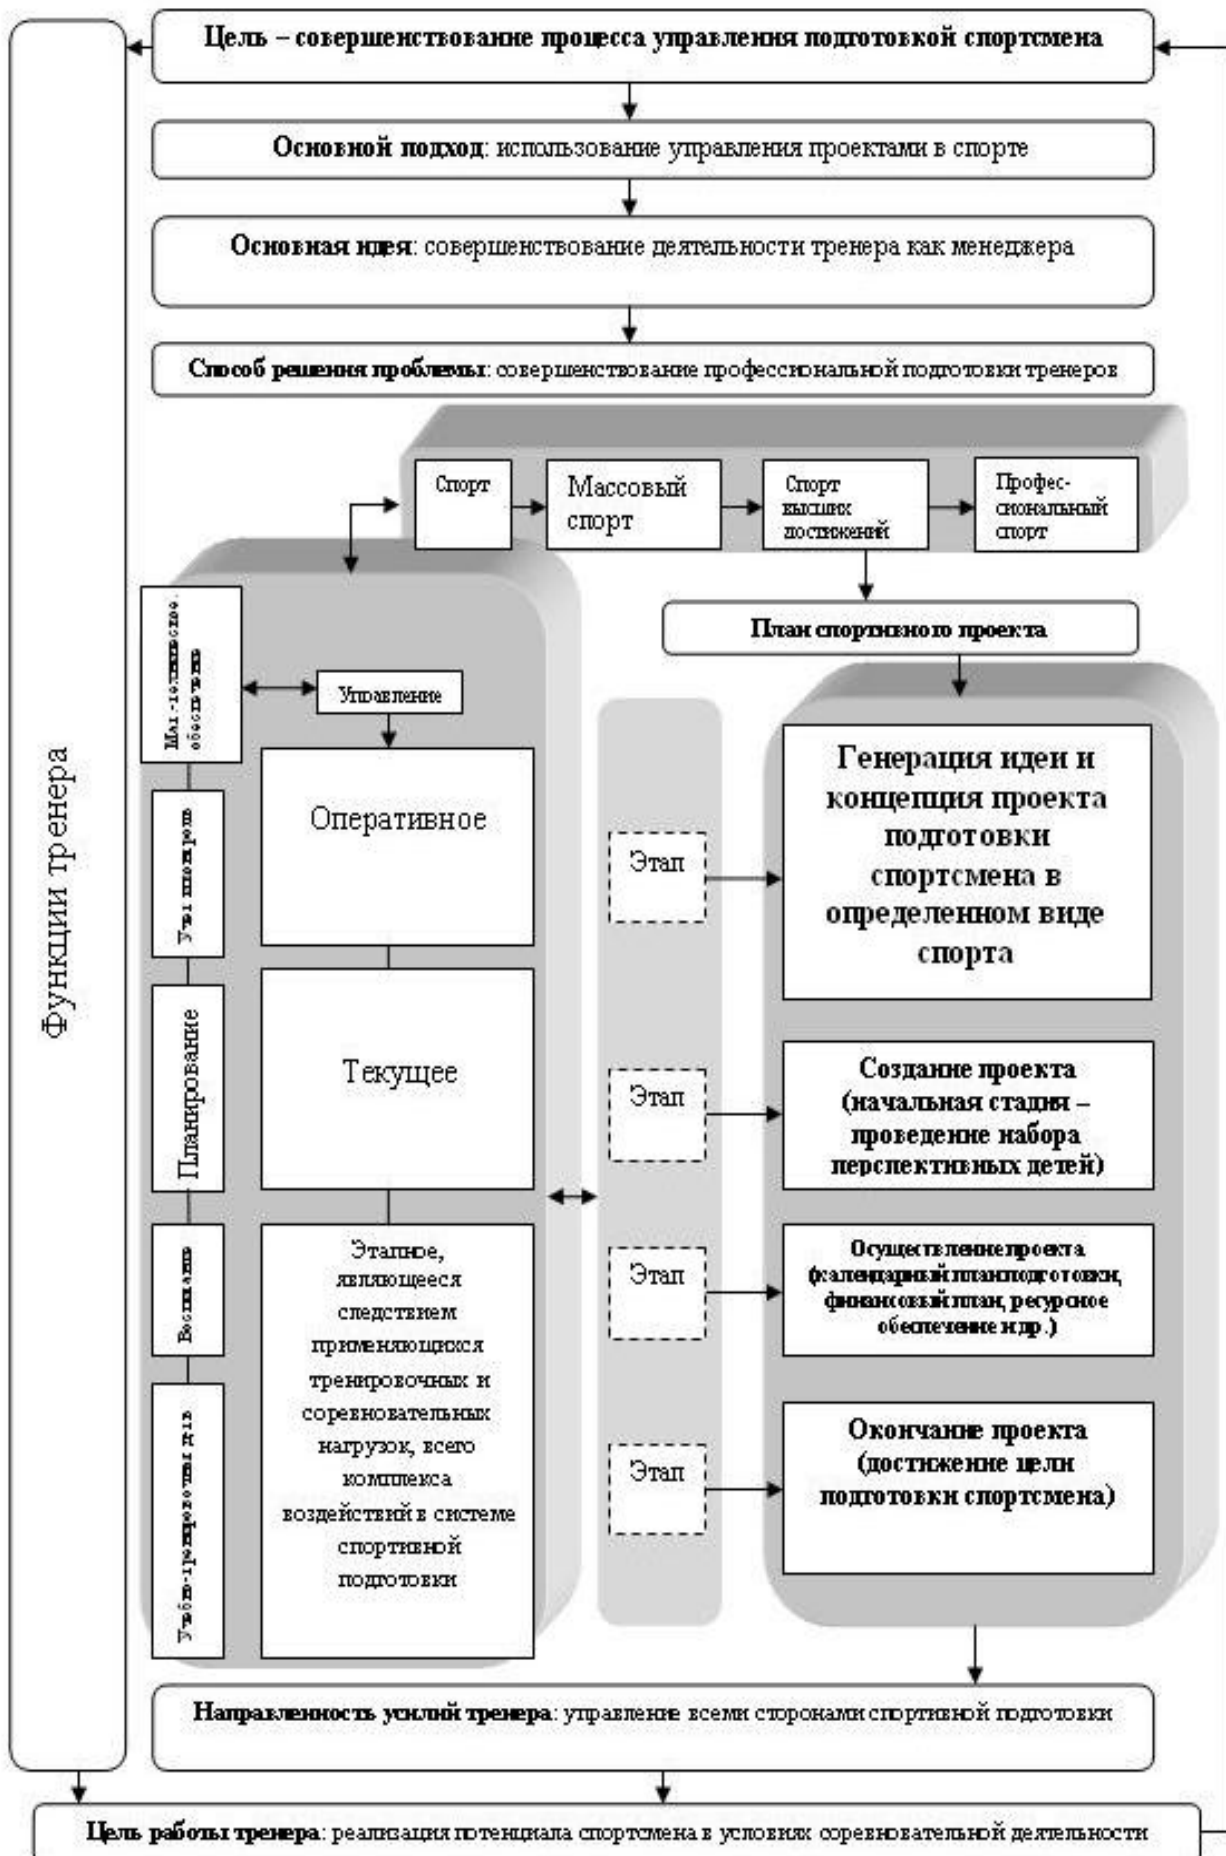 Цель – совершенствование процесса управления подготовкой спортсмена
Основной подход: использование управления проектами в спорте
Основная идея: совершенствование деятельности тренера как менеджера
Способ решения проблемы: совершенствование профессиональной подготовки тренеров
Спорт
Массовый
спорт
Спорт
высших
достижений
Профес-
сиональный
спорт
План спортивного проекта
Функции тренера
обеспечение
Планирование
Воспитание
Управление
Оперативное
Текущее
Этапное,
являющееся
следствием
применяющихся
тренировочных и
соревновательных
нагрузок, всего
комплекса
воздействий в системе
спортивной
подготовки
Этап
Этап
Этап
Этап
Генерация идеи и
концепция проекта
подготовки
спортсмена в
определенном виде
спорта
Создание проекта
(начальная стадия –
проведение набора
перспективных детей)
Осуществление проекта
(календарный план подготовки,
финансовый план, ресурсное
обеспечение и др.)
Окончание проекта
(достижение цели
подготовки спортсмена)
Направленность усилий тренера: управление всеми сторонами спортивной подготовки
Цель работы тренера: реализация потенциала спортсмена в условиях соревновательной деятельности